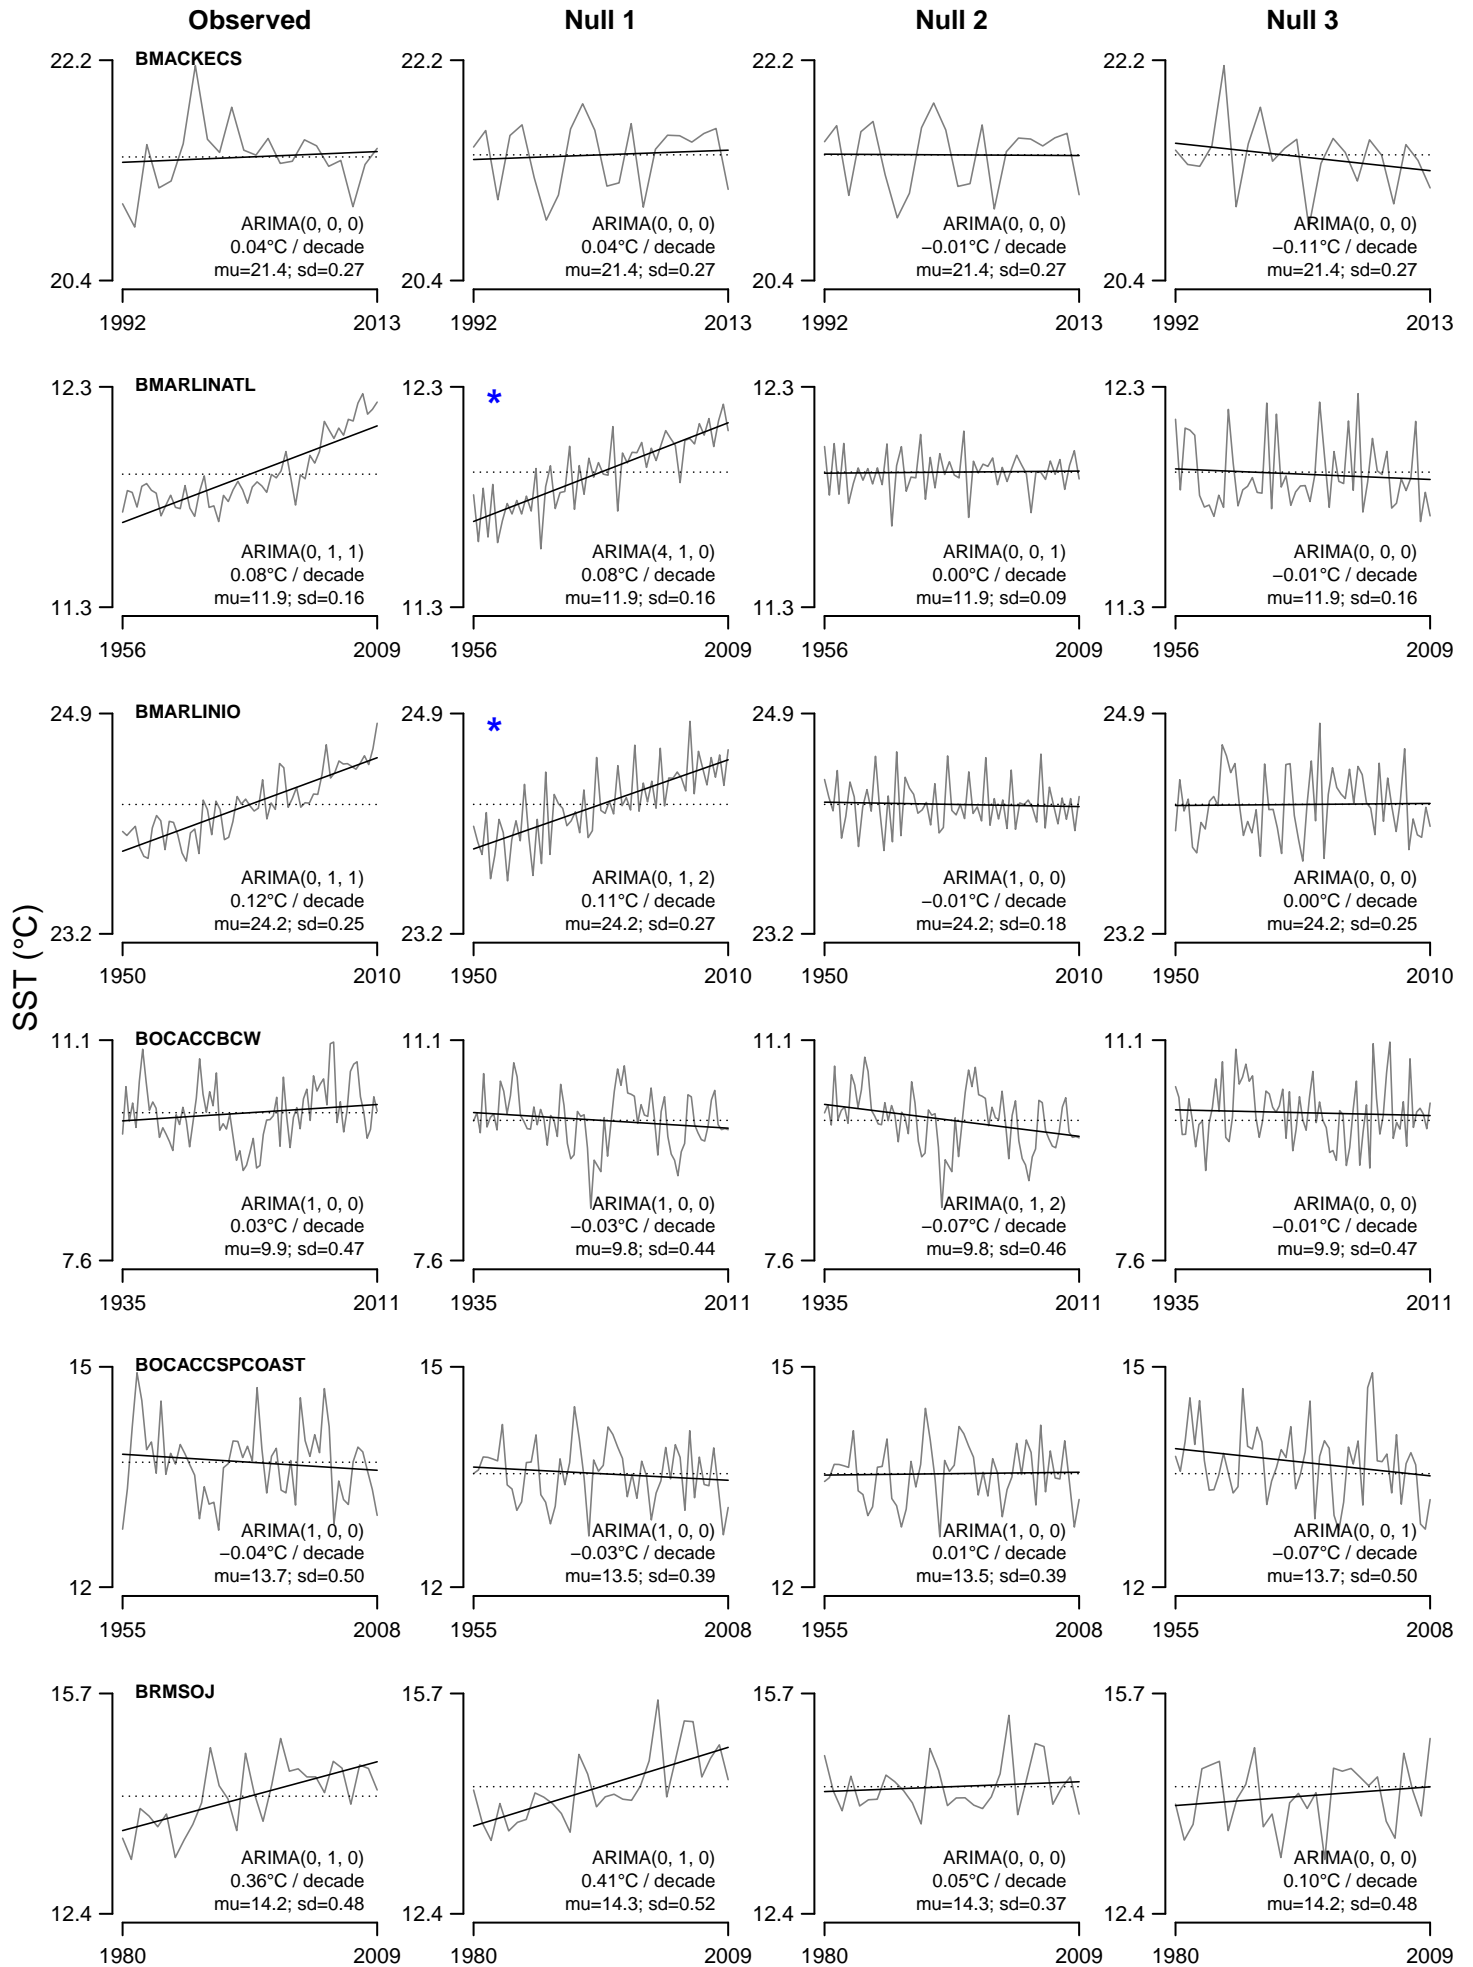 Observed Null 1 Null 2 Null 3
SST (°C)
BMACKECS
22.2 22.2 22.2 22.2
ARIMA(0, 0, 0) ARIMA(0, 0, 0) ARIMA(0, 0, 0) ARIMA(0, 0, 0)
0.04°C / decade 0.04°C / decade −0.01°C / decade −0.11°C / decade
mu=21.4; sd=0.27 mu=21.4; sd=0.27 mu=21.4; sd=0.27 mu=21.4; sd=0.27
20.4 20.4 20.4 20.4
1992 2013 1992 2013 1992 2013 1992 2013
BMARLINATL
12.3 12.3 * 12.3 12.3
ARIMA(0, 1, 1) ARIMA(4, 1, 0) ARIMA(0, 0, 1) ARIMA(0, 0, 0)
0.08°C / decade 0.08°C / decade 0.00°C / decade −0.01°C / decade
mu=11.9; sd=0.16 mu=11.9; sd=0.16 mu=11.9; sd=0.09 mu=11.9; sd=0.16
11.3 11.3 11.3 11.3
1956 2009 1956 2009 1956 2009 1956 2009
BMARLINIO
24.9 24.9 * 24.9 24.9
ARIMA(0, 1, 1) ARIMA(0, 1, 2) ARIMA(1, 0, 0) ARIMA(0, 0, 0)
0.12°C / decade 0.11°C / decade −0.01°C / decade 0.00°C / decade
mu=24.2; sd=0.25 mu=24.2; sd=0.27 mu=24.2; sd=0.18 mu=24.2; sd=0.25
23.2 23.2 23.2 23.2
1950 2010 1950 2010 1950 2010 1950 2010
BOCACCBCW
11.1 11.1 11.1 11.1
ARIMA(1, 0, 0) ARIMA(1, 0, 0) ARIMA(0, 1, 2) ARIMA(0, 0, 0)
0.03°C / decade −0.03°C / decade −0.07°C / decade −0.01°C / decade
mu=9.9; sd=0.47 mu=9.8; sd=0.44 mu=9.8; sd=0.46 mu=9.9; sd=0.47
7.6 7.6 7.6 7.6
1935 2011 1935 2011 1935 2011 1935 2011
BOCACCSPCOAST
15 15 15 15
ARIMA(1, 0, 0) ARIMA(1, 0, 0) ARIMA(1, 0, 0) ARIMA(0, 0, 1)
−0.04°C / decade −0.03°C / decade 0.01°C / decade −0.07°C / decade
mu=13.7; sd=0.50 mu=13.5; sd=0.39 mu=13.5; sd=0.39 mu=13.7; sd=0.50
12 12 12 12
1955 2008 1955 2008 1955 2008 1955 2008
BRMSOJ
15.7 15.7 15.7 15.7
ARIMA(0, 1, 0) ARIMA(0, 1, 0) ARIMA(0, 0, 0) ARIMA(0, 0, 0)
0.36°C / decade 0.41°C / decade 0.05°C / decade 0.10°C / decade
mu=14.2; sd=0.48 mu=14.3; sd=0.52 mu=14.3; sd=0.37 mu=14.2; sd=0.48
12.4 12.4 12.4 12.4
1980 2009 1980 2009 1980 2009 1980 2009